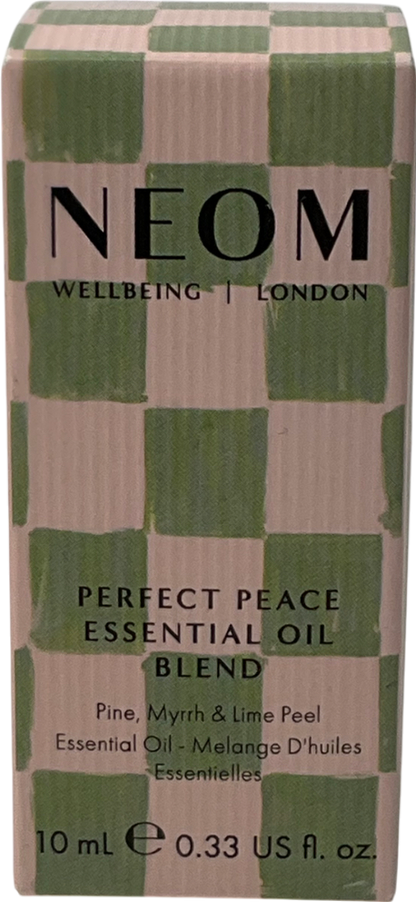 NEOM
WELLBEING | LONDON
PERFECT PEACE
ESSENTIAL OIL
BLEND
Pine, Myrrh & Lime Peel
Essential Oil - Melange D'huiles
Essentielles
10 mL ℮ 0.33 US fl. oz.